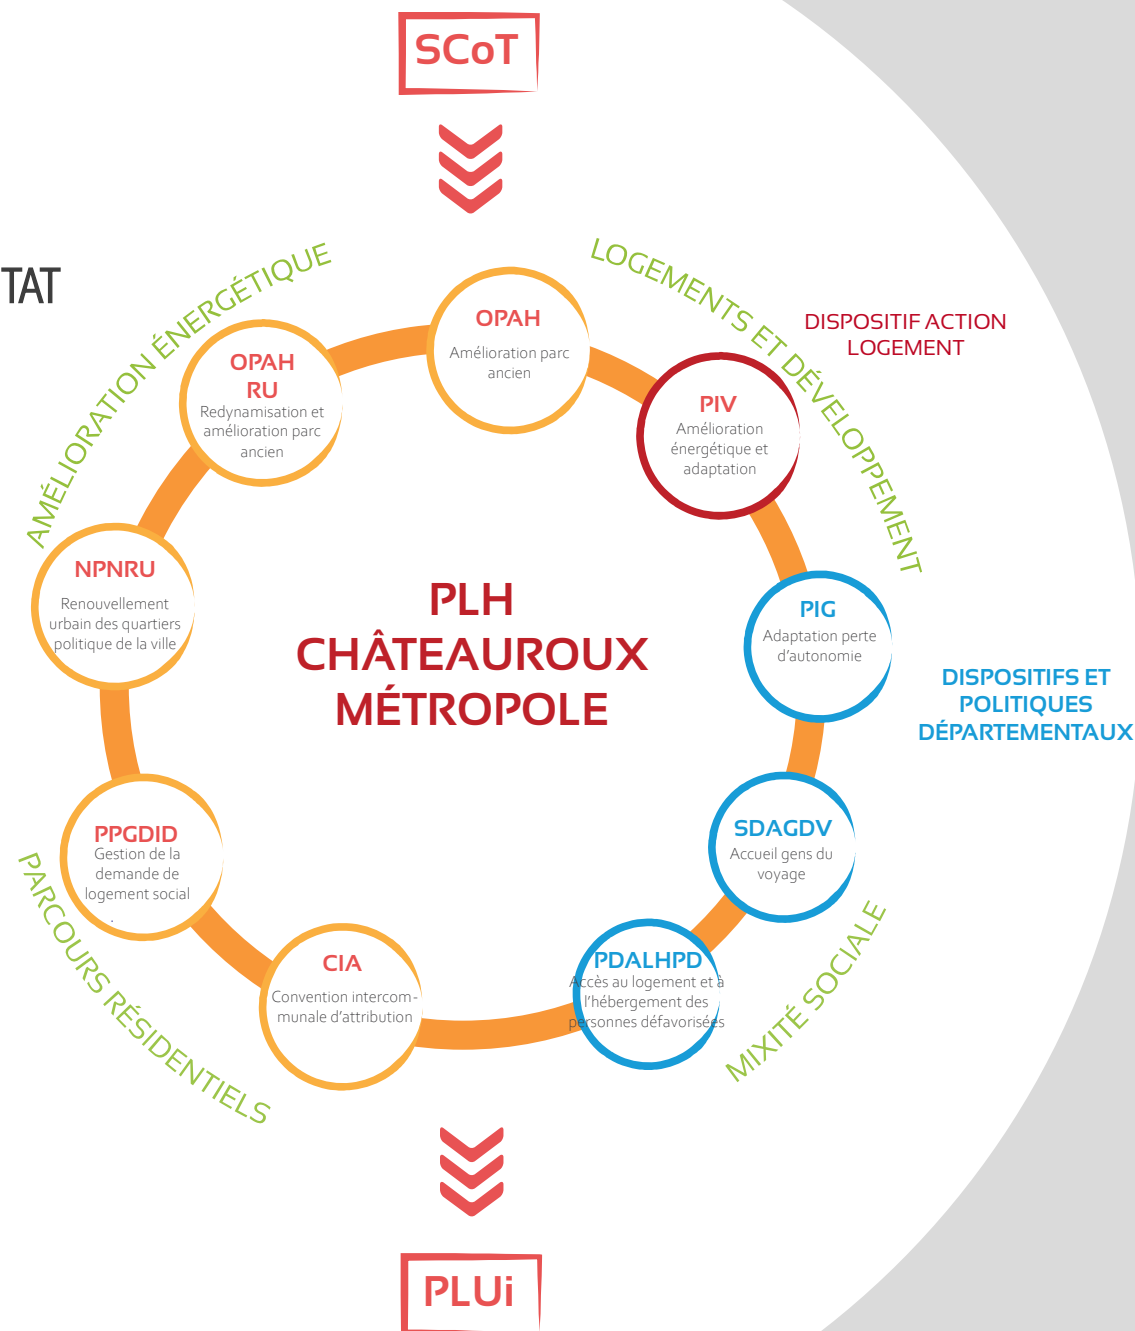 SCoT
TAT
AMÉLIORATION ÉNERGÉTIQUE
LOGEMENTS ET DÉVELOPPEMENT
DISPOSITIF ACTION
LOGEMENT
OPAH
Amélioration parc
ancien
OPAH
RU
Redynamisation et
amélioration parc
ancien
PIV
Amélioration
énergétique et
adaptation
NPNRU
Renouvellement
urbain des quartiers
politique de la ville
PLH
CHÂTEAUROUX
MÉTROPOLE
PIG
Adaptation perte
d'autonomie
DISPOSITIFS ET
POLITIQUES
DÉPARTEMENTAUX
PPGDID
Gestion de la
demande de
logement social
SDAGDV
Accueil gens du
voyage
CIA
Convention intercom-
munale d'attribution
PDALHPD
Accès au logement et à
l'hébergement des
personnes défavorisées
PARCOURS RÉSIDENTIELS
MIXITÉ SOCIALE
PLUi